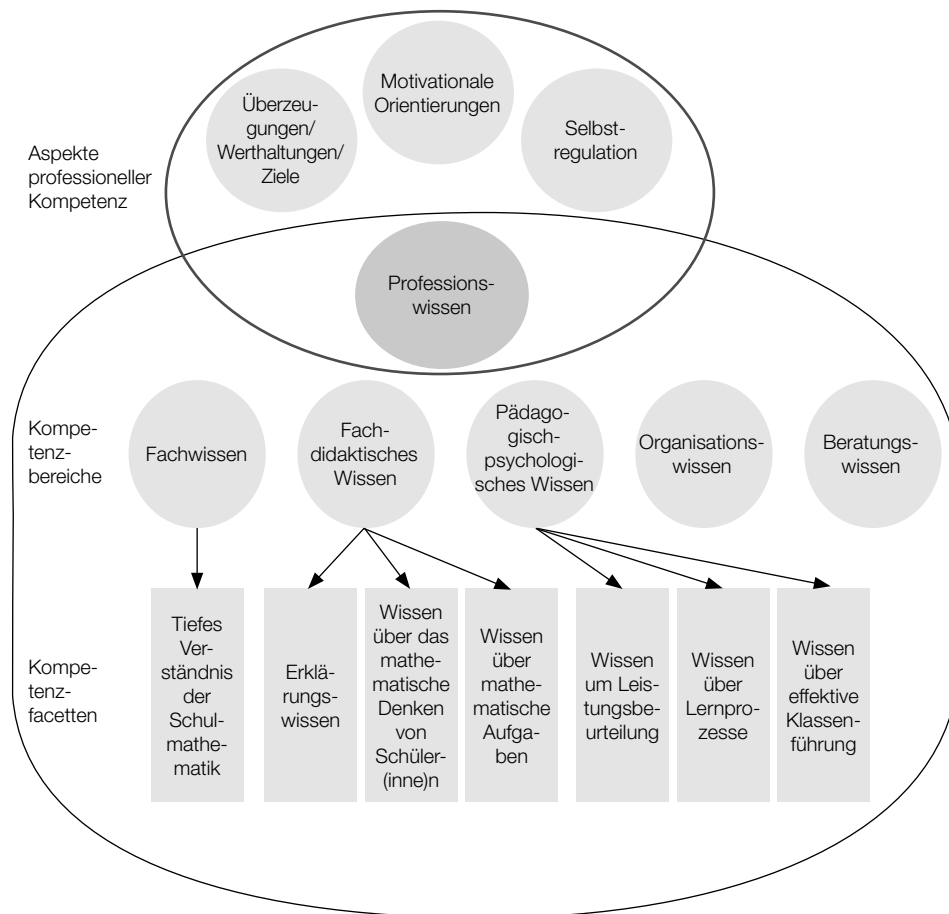 Motivationale
Orientierungen
Überzeu-
gungen/
Werthaltungen/
Ziele
Selbst-
regulation
Aspekte
professioneller
Kompetenz
Professions-
wissen
Kompe-
tenz-
bereiche
Fachwissen
Fach-
didaktisches
Wissen
Pädago-
gisch-
psychologi-
sches Wissen
Organisations-
wissen
Beratungs-
wissen
Kompe-
tenz-
facetten
Tiefes
Ver-
ständnis
der
Schul-
mathe-
matik
Erklä-
rungs-
wissen
Wissen
über das
mathe-
matische
Denken
von
Schüler-
(inne)n
Wissen
über
mathe-
matische
Aufga-
ben
Wissen
um Leis-
tungsbe-
urteilung
Wissen
über
Lernpro-
zesse
Wissen
über
effektive
Klassen-
führung